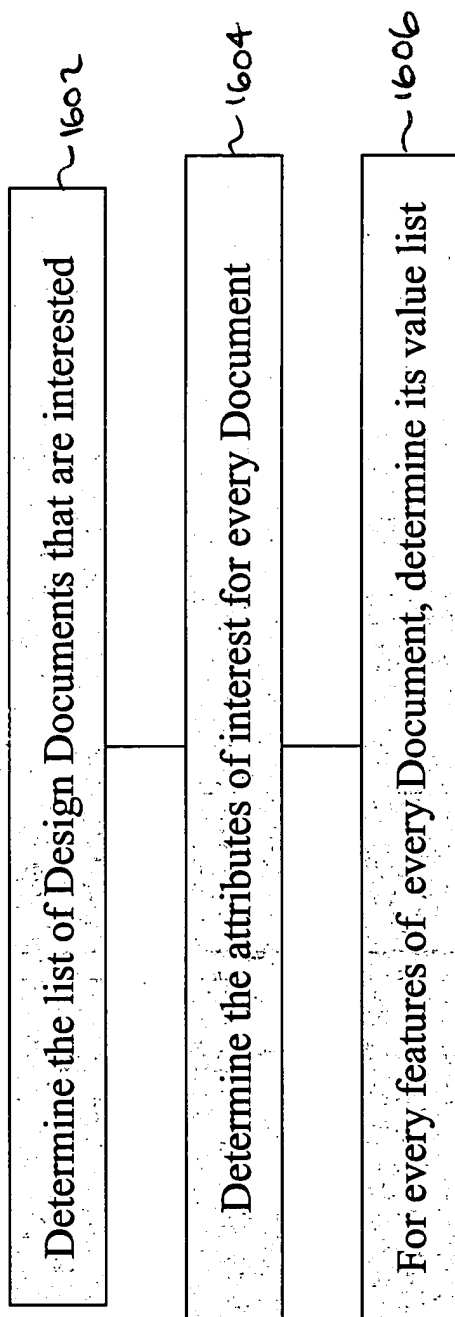 Determine the list of Design Documents that are interested
~1602
Determine the attributes of interest for every Document
~1604
For every features of every Document, determine its value list
~1606